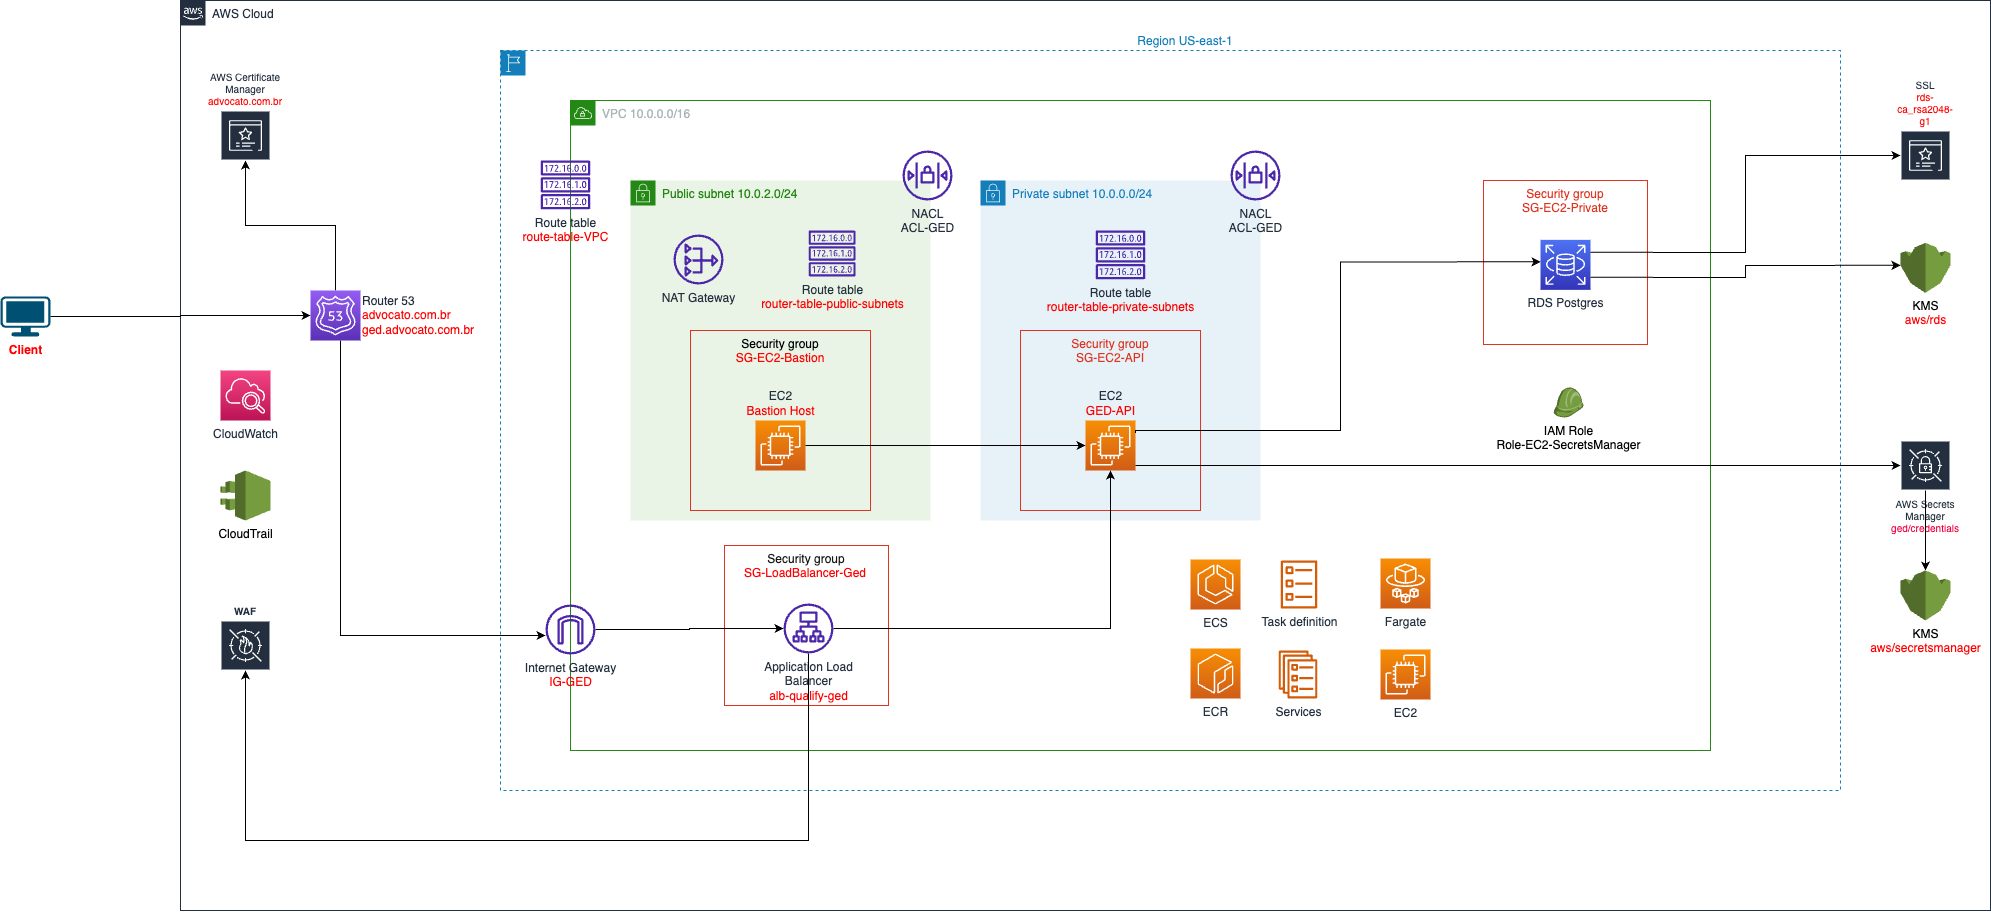 aws
AWS Cloud
Region US-east-1
AWS Certificate
Manager
advocato.com.br
SSL
rds-
ca_rsa2048-
g1
VPC 10.0.0.0/16
172.16.0.0
172.16.1.0
172.16.2.0
Route table
route-table-VPC
Public subnet 10.0.2.0/24
NACL
ACL-GED
Private subnet 10.0.0.0/24
NACL
ACL-GED
Security group
SG-EC2-Private
RDS Postgres
NAT Gateway
172.16.0.0
172.16.1.0
172.16.2.0
Route table
router-table-public-subnets
172.16.0.0
172.16.1.0
172.16.2.0
Route table
router-table-private-subnets
KMS
aws/rds
Client
53
Router 53
advocato.com.br
ged.advocato.com.br
Security group
SG-EC2-Bastion
EC2
Bastion Host
Security group
SG-EC2-API
EC2
GED-API
IAM Role
Role-EC2-SecretsManager
CloudWatch
CloudTrail
AWS Secrets
Manager
ged/credentials
Security group
SG-LoadBalancer-Ged
Application Load
Balancer
alb-qualify-ged
WAF
Internet Gateway
IG-GED
ECS
Task definition
Fargate
ECR
Services
EC2
KMS
aws/secretsmanager